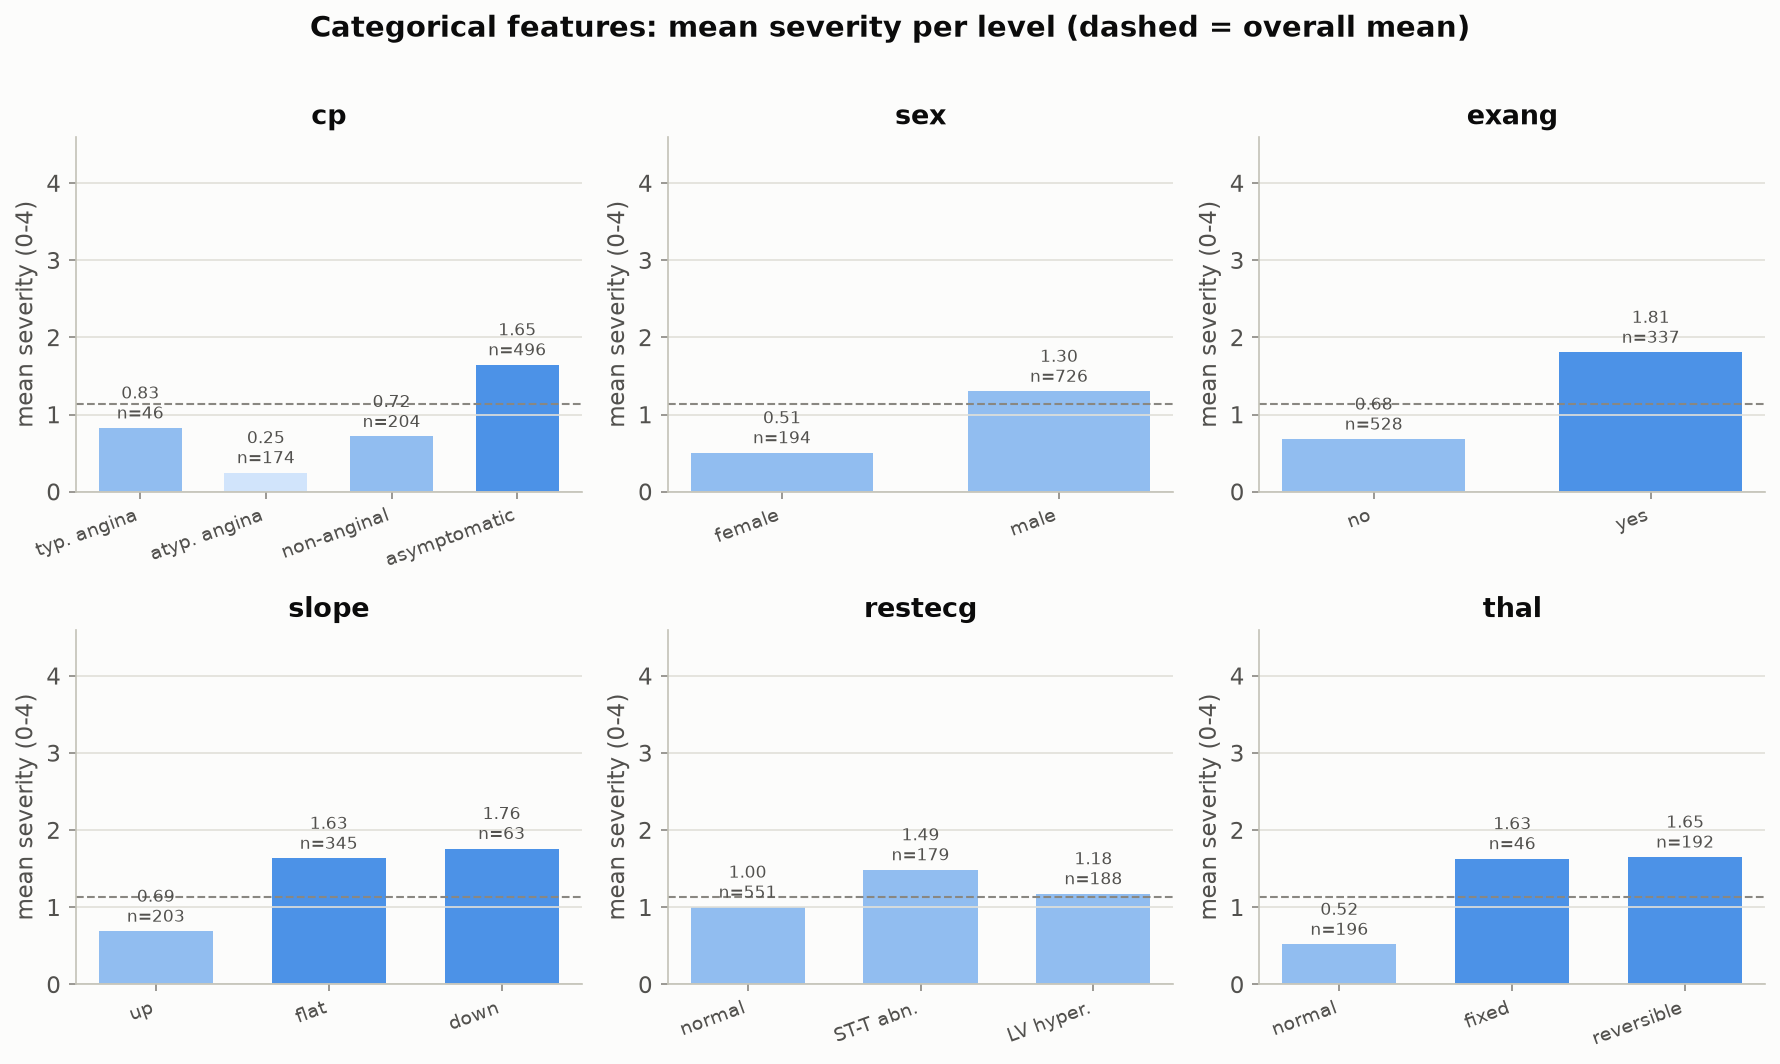 Categorical features: mean severity per level (dashed = overall mean)
cp
mean severity (0-4)
4
3
2
1
0
0.83
n=46
0.25
n=174
0.72
n=204
1.65
n=496
typ. angina
atyp. angina
non-anginal
asymptomatic
sex
mean severity (0-4)
4
3
2
1
0
0.51
n=194
1.30
n=726
female
male
exang
mean severity (0-4)
4
3
2
1
0
0.68
n=528
1.81
n=337
no
yes
slope
mean severity (0-4)
4
3
2
1
0
0.69
n=203
1.63
n=345
1.76
n=63
up
flat
down
restecg
mean severity (0-4)
4
3
2
1
0
1.00
n=551
1.49
n=179
1.18
n=188
normal
ST-T abn.
LV hyper.
thal
mean severity (0-4)
4
3
2
1
0
0.52
n=196
1.63
n=46
1.65
n=192
normal
fixed
reversible